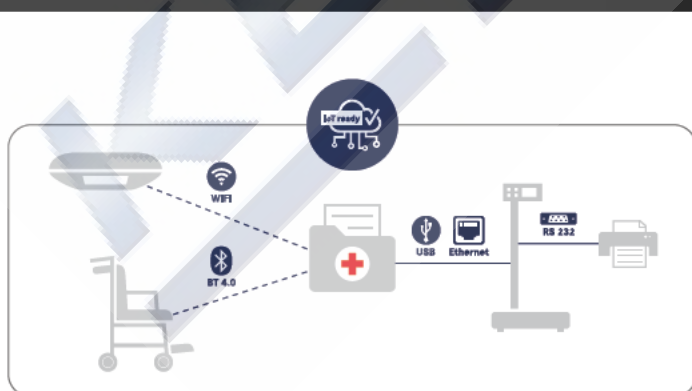 IoT ready
WIFI
BT 4.0
USB
Ethernet
RS 232